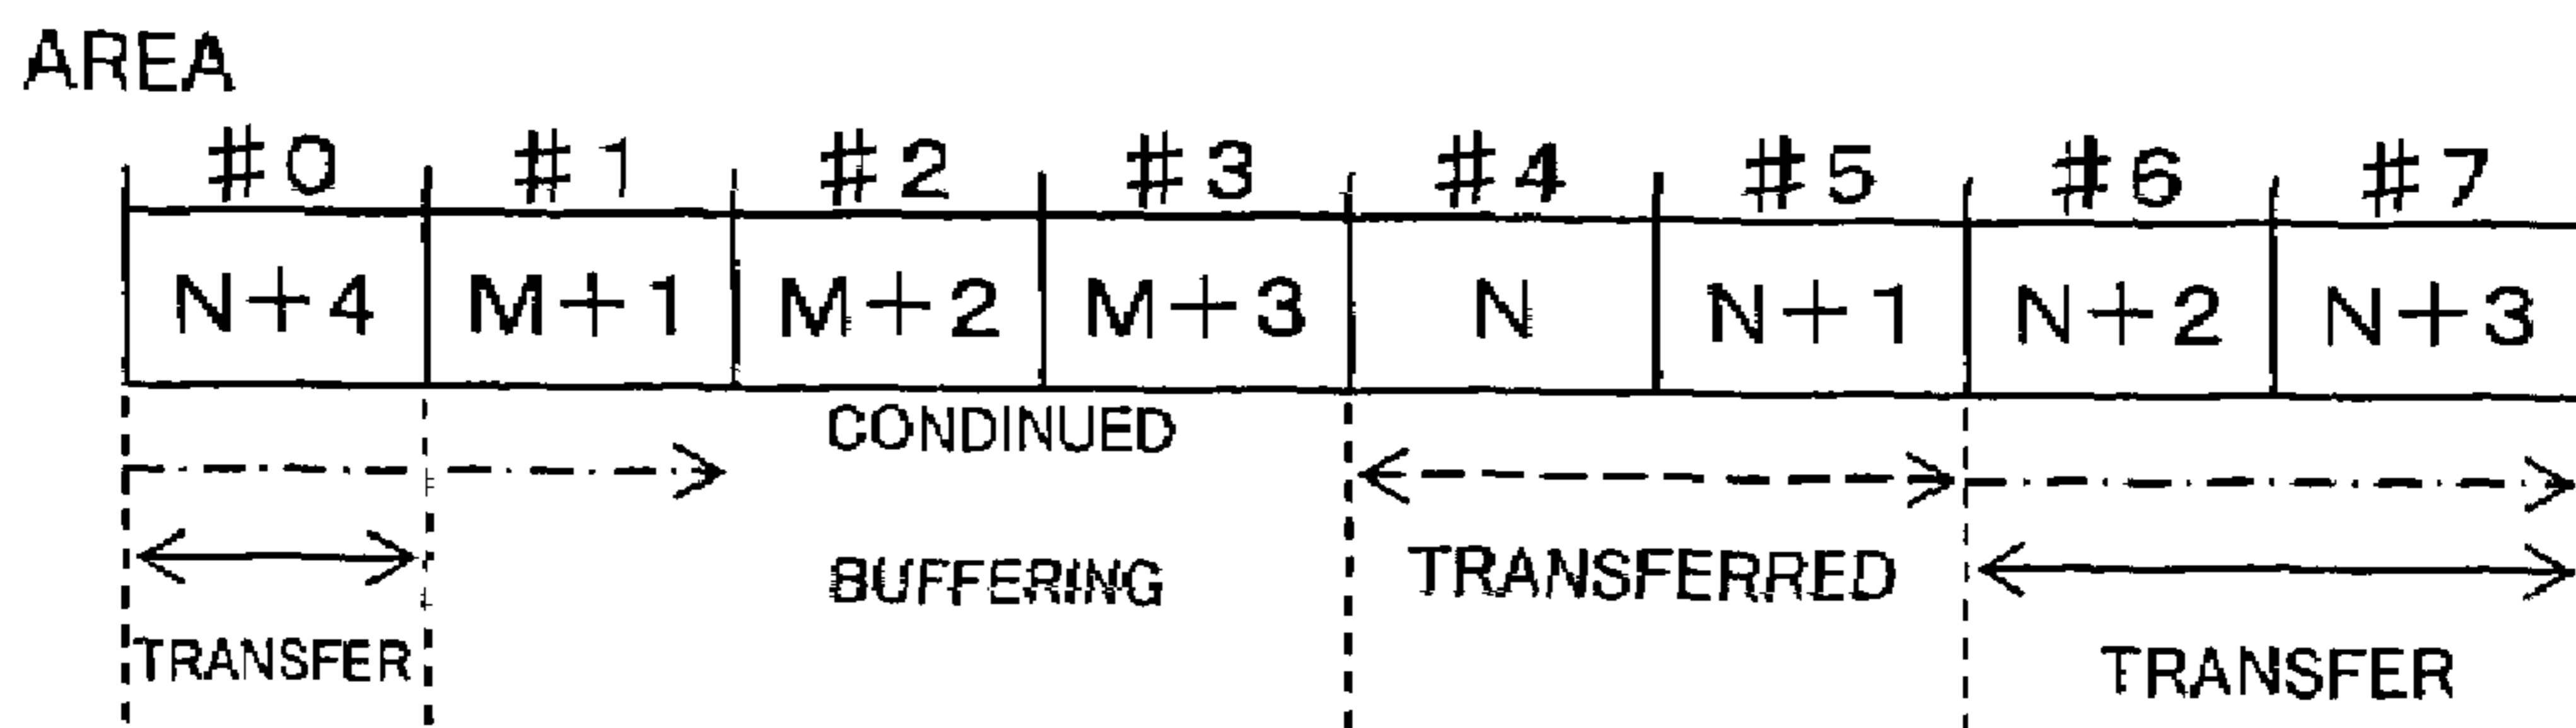 AREA
#0 #1 #2 #3 #4 #5 #6 #7
N+4 M+1 M+2 M+3 N N+1 N+2 N+3
CONDINUED
BUFFERING TRANSFERRED
TRANSFER TRANSFER